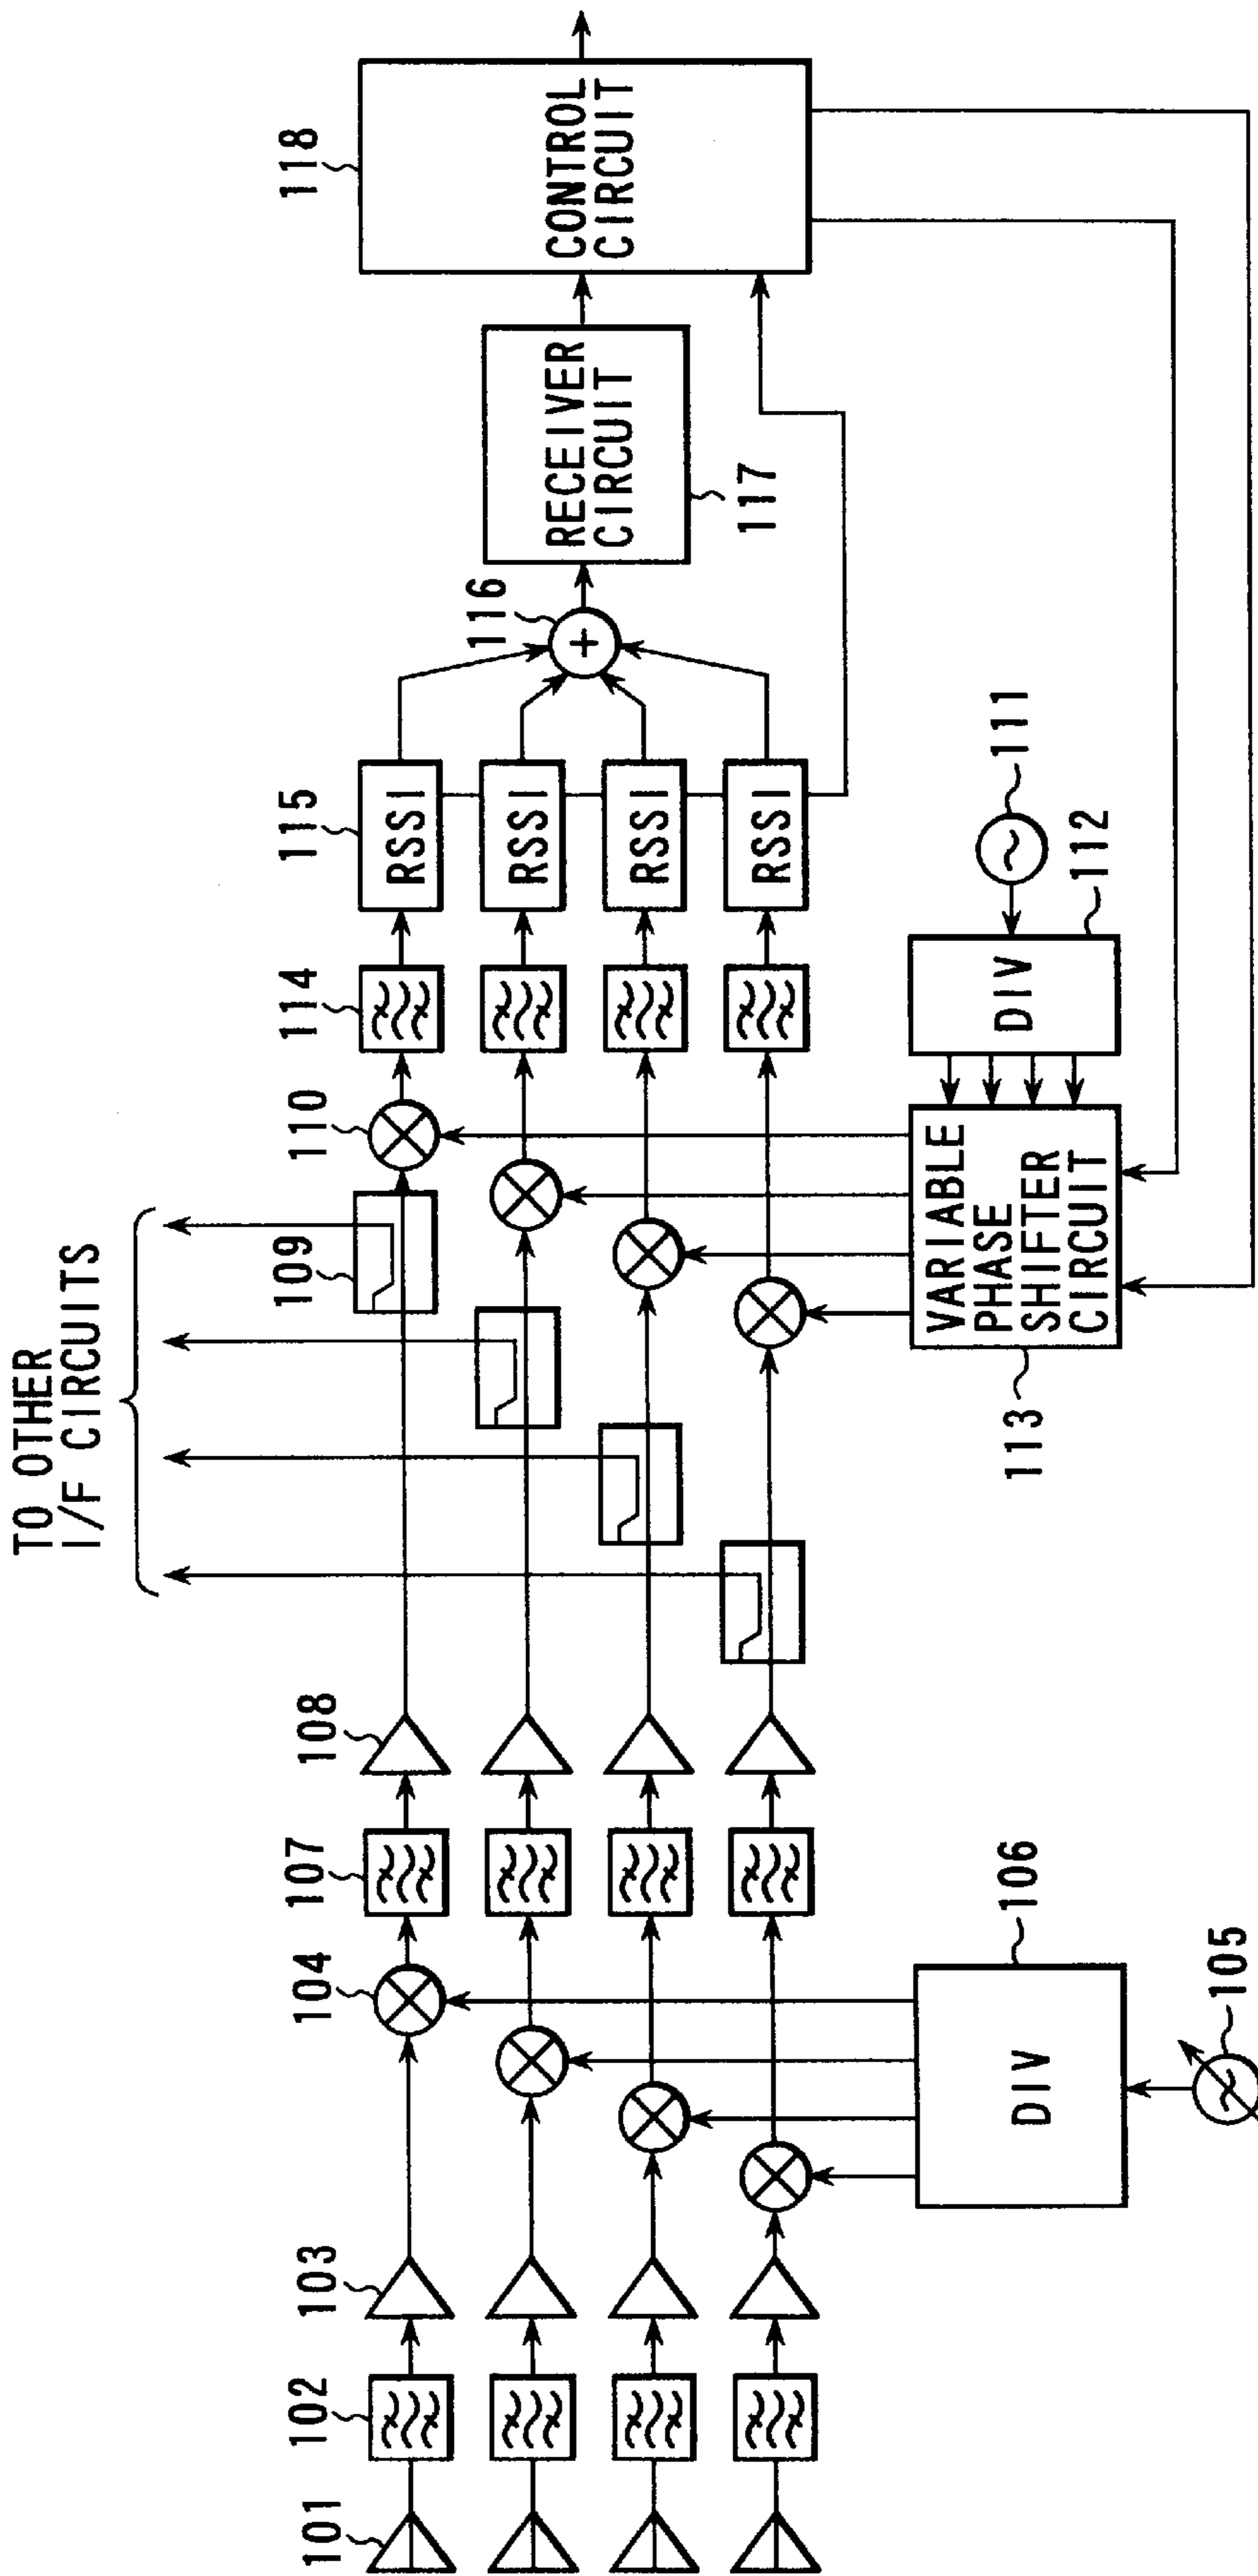 TO OTHER
I/F CIRCUITS
101
102
103
104
107
108
109
110
114
115
116
118
RSSI
RSSI
RSSI
RSSI
RECEIVER
CIRCUIT
117
CONTROL
CIRCUIT
DIV
106
105
VARIABLE
PHASE
SHIFTER
CIRCUIT
113
DIV
112
111